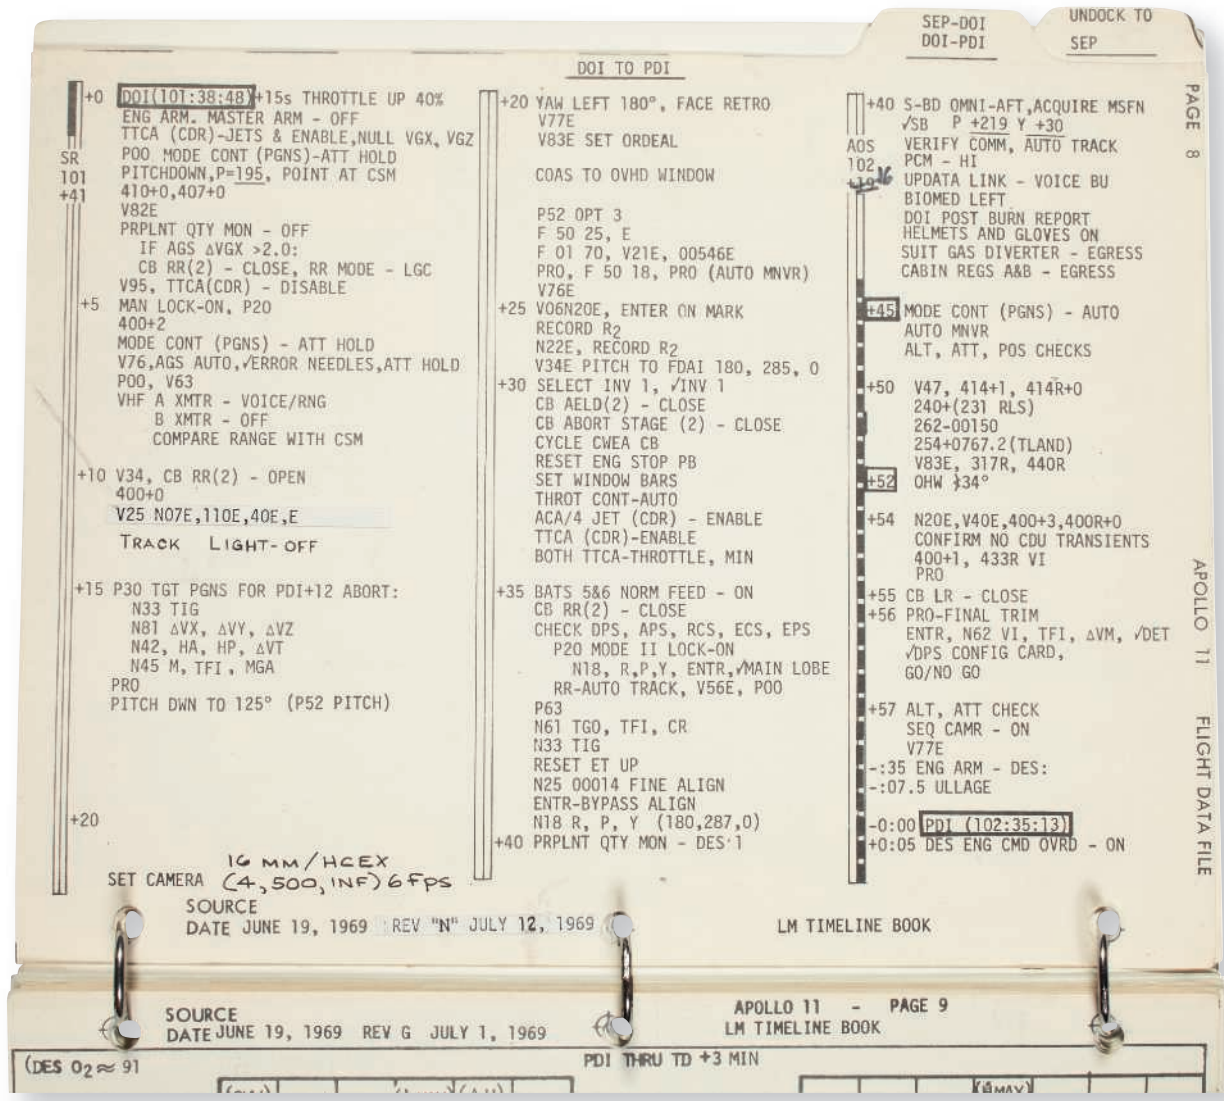 SEP-DOI
DOI-PDI
UNDOCK TO
SEP
DOI TO PDI
+0 DOI(101:38:48)+15s THROTTLE UP 40%
ENG ARM. MASTER ARM - OFF
TTCA (CDR)-JETS & ENABLE,NULL VGX, VGZ
SR
POO MODE CONT (PGNS)-ATT HOLD
101
PITCHDOWN,P=195, POINT AT CSM
+41
410+0,407+0
V82E
PRPLNT QTY MON - OFF
IF AGS ΔVGX >2.0:
CB RR(2) - CLOSE, RR MODE - LGC
V95, TTCA(CDR) - DISABLE
+5 MAN LOCK-ON, P20
400+2
MODE CONT (PGNS) - ATT HOLD
V76,AGS AUTO,√ERROR NEEDLES,ATT HOLD
POO, V63
VHF A XMTR - VOICE/RNG
B XMTR - OFF
COMPARE RANGE WITH CSM
+10 V34, CB RR(2) - OPEN
400+0
V25 N07E,110E,40E,E
TRACK LIGHT-OFF
+15 P30 TGT PGNS FOR PDI+12 ABORT:
N33 TIG
N81 ΔVX, ΔVY, ΔVZ
N42, HA, HP, ΔVT
N45 M, TFI, MGA
PRO
PITCH DWN TO 125° (P52 PITCH)
+20
16 MM/HCEX
SET CAMERA (4,500,INF) 6 FPS
+20 YAW LEFT 180°, FACE RETRO
V77E
V83E SET ORDEAL
COAS TO OVHD WINDOW
P52 OPT 3
F 50 25, E
F 01 70, V21E, 00546E
PRO, F 50 18, PRO (AUTO MNVR)
V76E
+25 V06N20E, ENTER ON MARK
RECORD R2
N22E, RECORD R2
V34E PITCH TO FDAI 180, 285, 0
+30 SELECT INV 1, √INV 1
CB AELD(2) - CLOSE
CB ABORT STAGE (2) - CLOSE
CYCLE CWEA CB
RESET ENG STOP PB
SET WINDOW BARS
THROT CONT-AUTO
ACA/4 JET (CDR) - ENABLE
TTCA (CDR)-ENABLE
BOTH TTCA-THROTTLE, MIN
+35 BATS 5&6 NORM FEED - ON
CB RR(2) - CLOSE
CHECK DPS, APS, RCS, ECS, EPS
P20 MODE II LOCK-ON
N18, R,P,Y, ENTR,√MAIN LOBE
RR-AUTO TRACK, V56E, POO
P63
N61 TGO, TFI, CR
N33 TIG
RESET ET UP
N25 00014 FINE ALIGN
ENTR-BYPASS ALIGN
N18 R, P, Y (180,287,0)
+40 PRPLNT QTY MON - DES 1
+40 S-BD OMNI-AFT,ACQUIRE MSFN
√SB P +219 Y +30
AOS
VERIFY COMM, AUTO TRACK
102
PCM - HI
16
UPDATA LINK - VOICE BU
BIOMED LEFT
DOI POST BURN REPORT
HELMETS AND GLOVES ON
SUIT GAS DIVERTER - EGRESS
CABIN REGS A&B - EGRESS
+45 MODE CONT (PGNS) - AUTO
AUTO MNVR
ALT, ATT, POS CHECKS
+50 V47, 414+1, 414R+0
240+(231 RLS)
262-00150
254+0767.2(TLAND)
V83E, 317R, 440R
+52 OHW 34°
+54 N20E,V40E,400+3,400R+0
CONFIRM NO CDU TRANSIENTS
400+1, 433R VI
PRO
+55 CB LR - CLOSE
+56 PRO-FINAL TRIM
ENTR, N62 VI, TFI, ΔVM, √DET
√DPS CONFIG CARD,
GO/NO GO
+57 ALT, ATT CHECK
SEQ CAMR - ON
V77E
-:35 ENG ARM - DES:
-:07.5 ULLAGE
-0:00 PDI (102:35:13)
+0:05 DES ENG CMD OVRD - ON
PAGE 8
APOLLO 11
FLIGHT DATA FILE
SOURCE
DATE JUNE 19, 1969 REV "N" JULY 12, 1969
LM TIMELINE BOOK
SOURCE
DATE JUNE 19, 1969 REV G JULY 1, 1969
APOLLO 11 - PAGE 9
LM TIMELINE BOOK
(DES O2≈ 91
PDI THRU TD +3 MIN